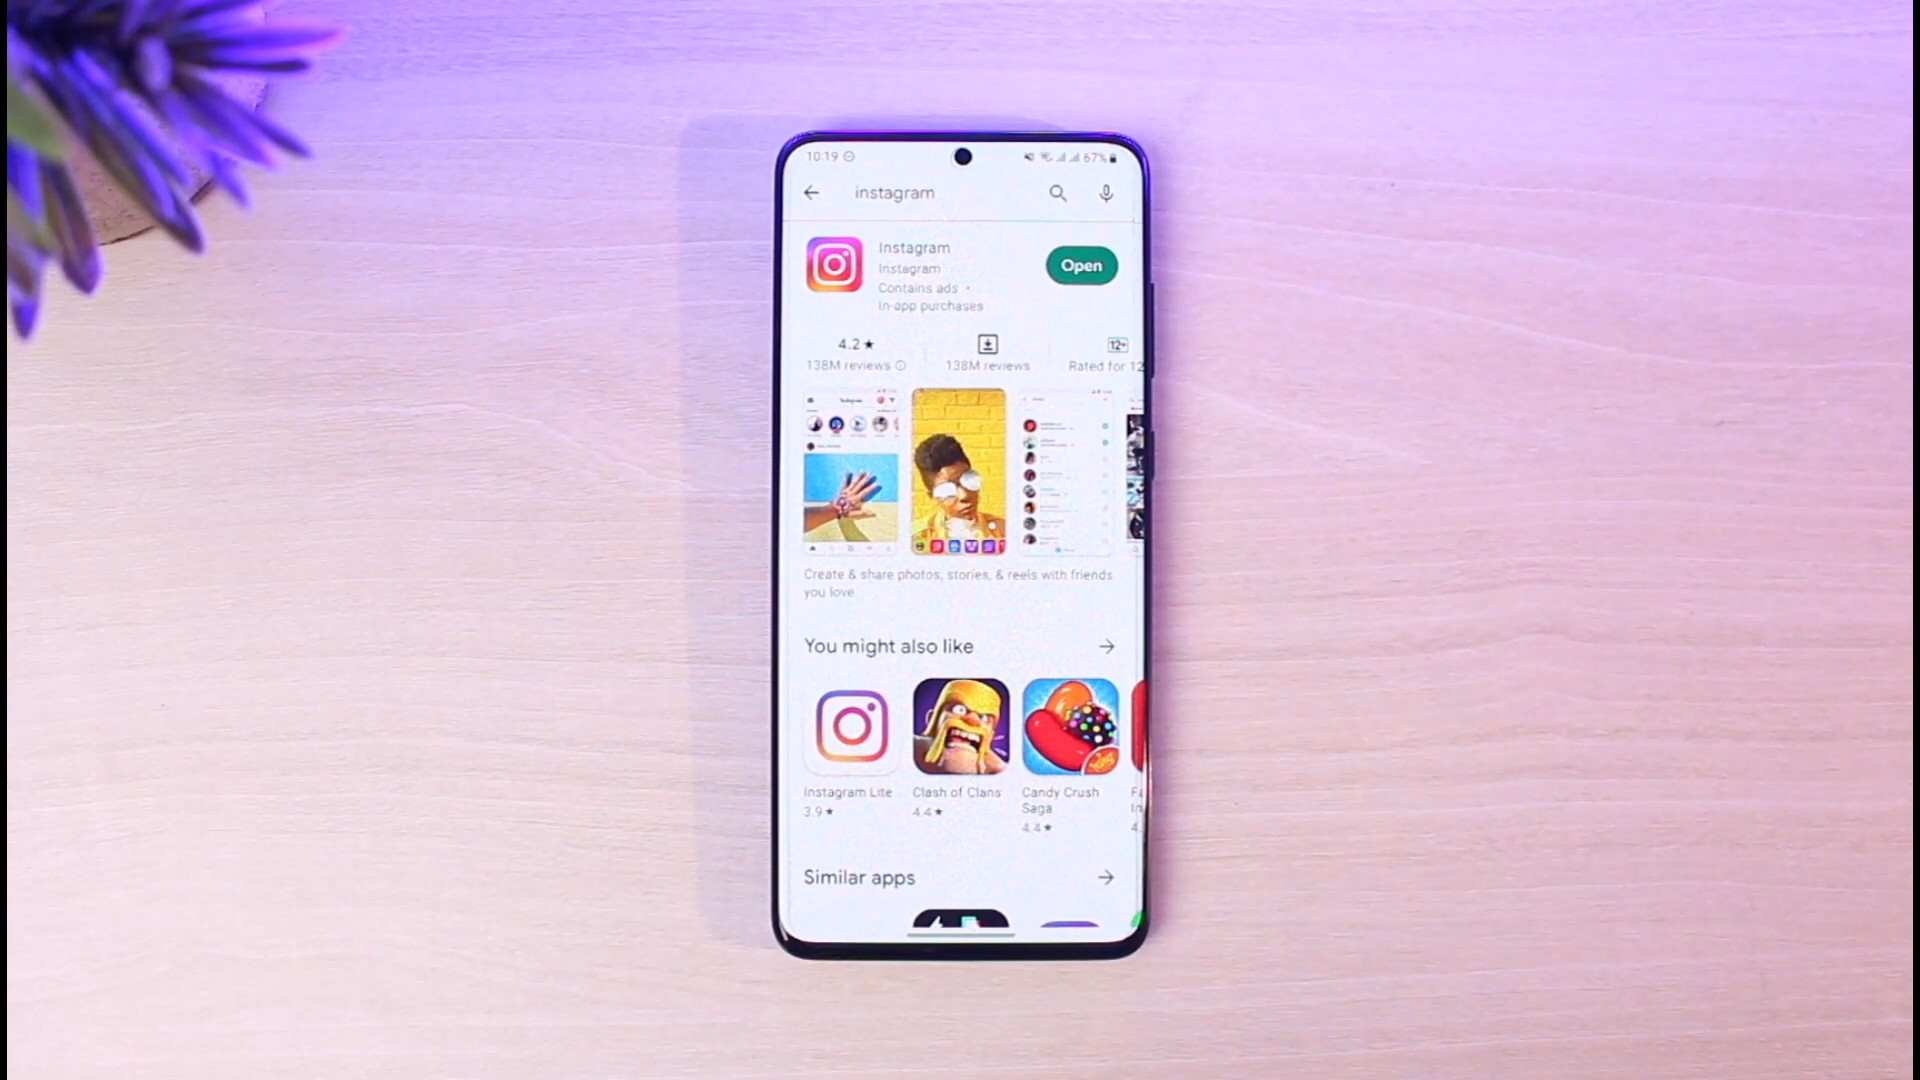 10:19
67%
instagram
Instagram
Instagram
Contains ads •
In-app purchases
Open
4.2 ★
138M reviews
138M reviews
12+
Rated for 12
Create & share photos, stories, & reels with friends
you love
You might also like
Instagram Lite
3.9 ★
Clash of Clans
4.4 ★
Candy Crush
Saga
4.4 ★
Similar apps